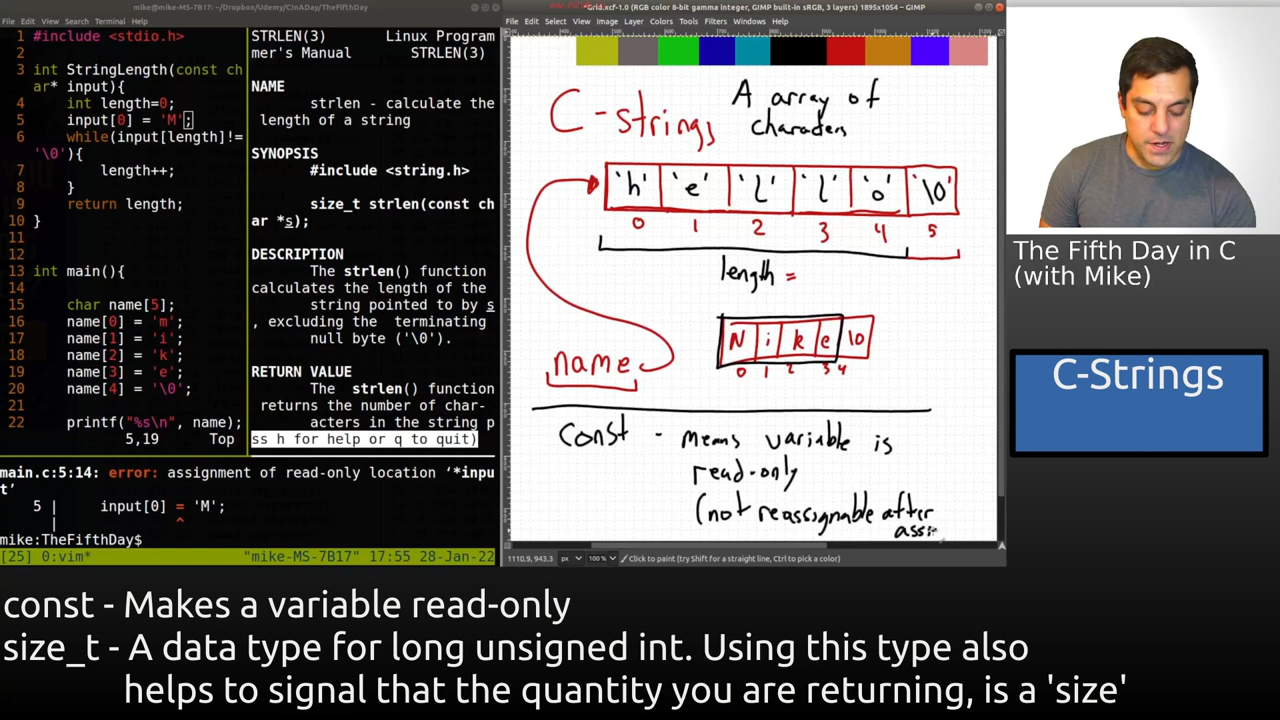 mike@mike-MS-7B17: ~/Dropbox/Udemy/CInADay/TheFifthDay
File Edit View Search Terminal Help
1 #include <stdio.h>
2
3 int StringLength(const ch
ar* input){
4 int length=0;
5 input[0] = 'M';
6 while(input[length]!=
'\0'){
7 length++;
8 }
9 return length;
10 }
11
12
13 int main(){
14
15 char name[5];
16 name[0] = 'm';
17 name[1] = 'i';
18 name[2] = 'k';
19 name[3] = 'e';
20 name[4] = '\0';
21
22 printf("%s\n", name);
5,19 Top
STRLEN(3) Linux Program
mer's Manual STRLEN(3)
NAME
strlen - calculate the
length of a string
SYNOPSIS
#include <string.h>
size_t strlen(const ch
ar *s);
DESCRIPTION
The strlen() function
calculates the length of the
string pointed to by s
, excluding the terminating
null byte ('\0').
RETURN VALUE
The strlen() function
returns the number of char‐
acters in the string p
ss h for help or q to quit)
main.c:5:14: error: assignment of read-only location ‘*inpu
t’
5 | input[0] = 'M';
| ^
mike:TheFifthDay$
[25] 0:vim* "mike-MS-7B17" 17:55 28-Jan-22
*Grid.xcf-1.0 (RGB color 8-bit gamma integer, GIMP built-in sRGB, 3 layers) 1895x1054 – GIMP
File Edit Select View Image Layer Colors Tools Filters Windows Help
C-strings
A array of
characters
'h' 'e' 'l' 'l' 'o' '\0'
0 1 2 3 4 5
length =
name
N i k e \0
0 1 2 3 4
const - means variable is
read-only
(not reassignable after
assi
1110.9, 943.3 px 100% Click to paint (try Shift for a straight line, Ctrl to pick a color)
The Fifth Day in C
(with Mike)
C-Strings
const - Makes a variable read-only
size_t - A data type for long unsigned int. Using this type also
helps to signal that the quantity you are returning, is a 'size'